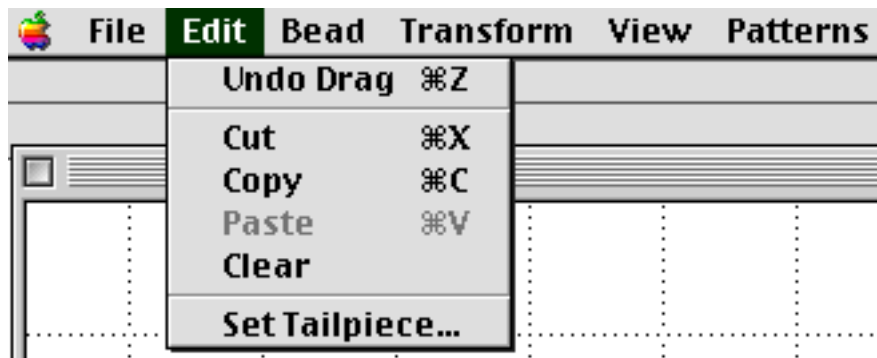 File Edit Bead Transform View Patterns
Undo Drag ⌘Z
Cut ⌘X
Copy ⌘C
Paste ⌘V
Clear
Set Tailpiece...